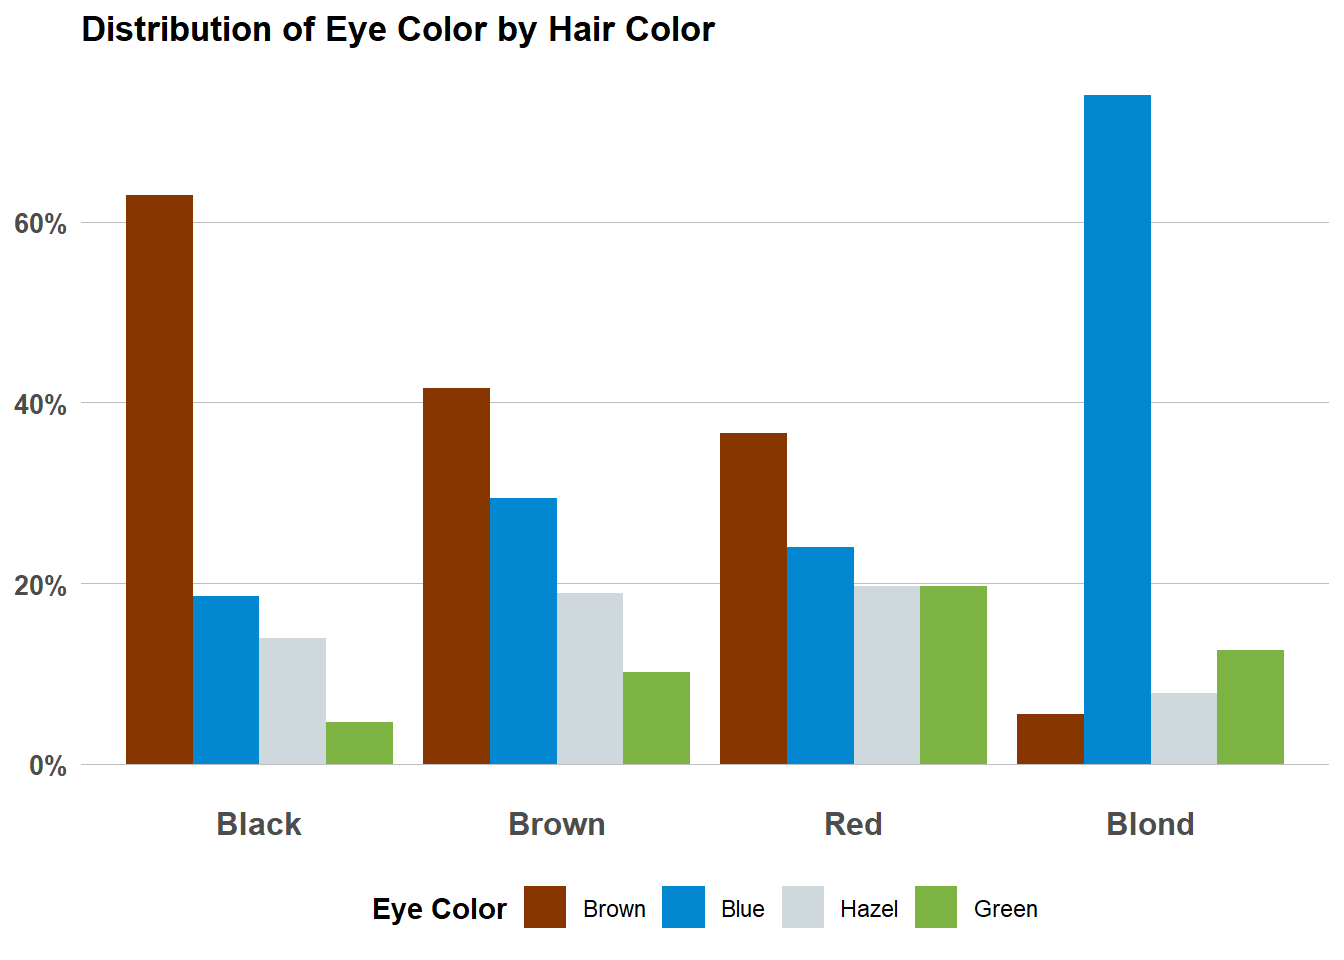 Distribution of Eye Color by Hair Color
60%
40%
20%
0%
Black Brown Red Blond
Eye Color Brown Blue Hazel Green